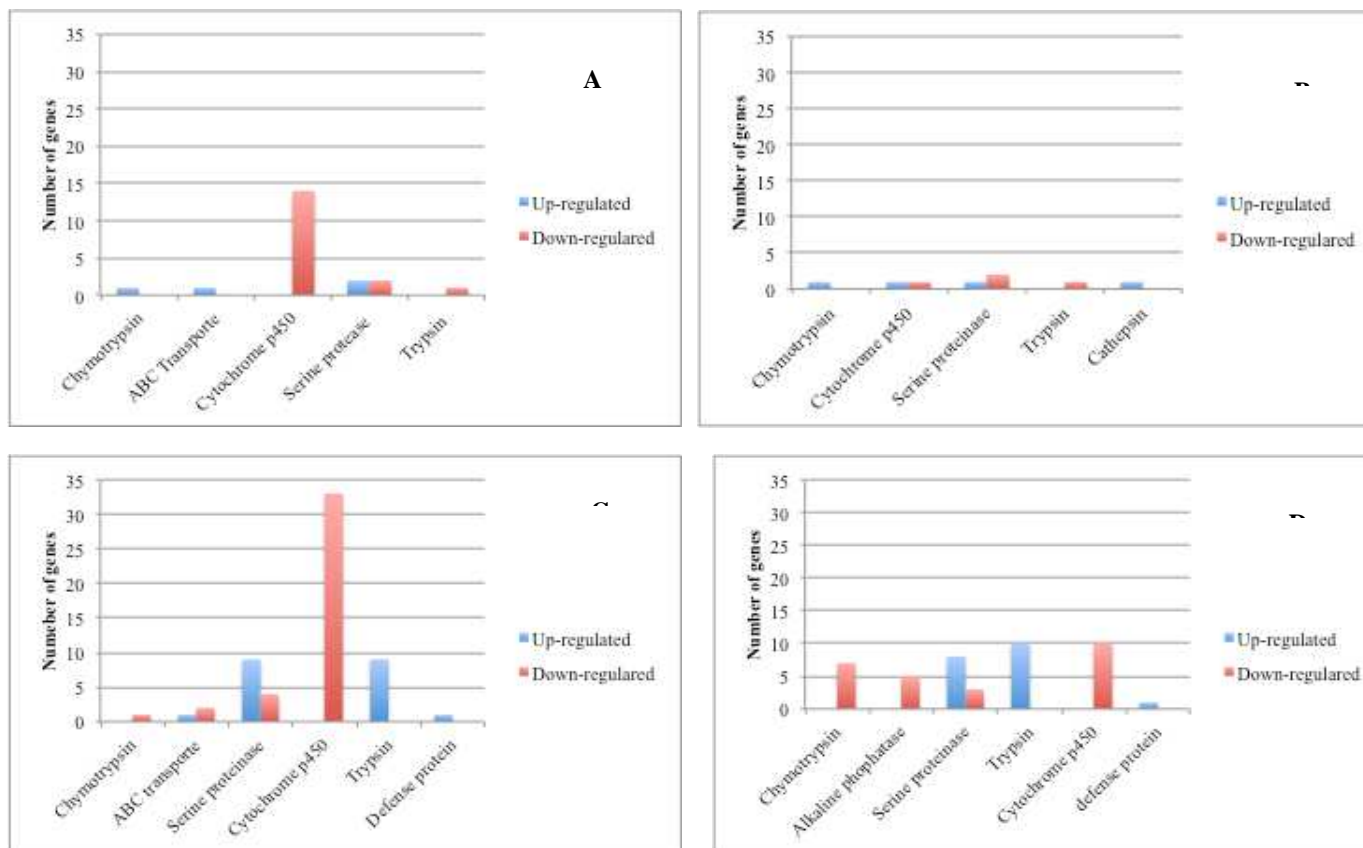 35
30
25
20
15
10
5
0
Number of genes
A
Up-regulated
Down-regulared
Chymotrypsin
ABC Transporte
Cytochrome p450
Serine protease
Trypsin
35
30
25
20
15
10
5
0
Number of genes
Up-regulated
Down-regulared
Chymotrypsin
Cytochrome p450
Serine proteinase
Trypsin
Cathepsin
35
30
25
20
15
10
5
0
Numeber of genes
Up-regulated
Down-regulared
Chymotrypsin
ABC transporte
Serine proteinase
Cytochrome p450
Trypsin
Defense protein
35
30
25
20
15
10
5
0
Number of genes
Up-regulated
Down-regulared
Chymotrypsin
Alkaline phophatase
Serine proteinase
Trypsin
Cytochrome p450
defense protein